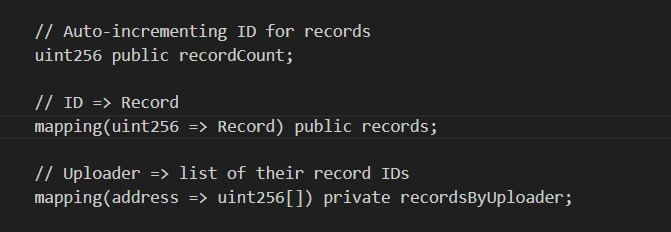 // Auto-incrementing ID for records
uint256 public recordCount;
// ID => Record
mapping(uint256 => Record) public records;
// Uploader => list of their record IDs
mapping(address => uint256[]) private recordsByUploader;